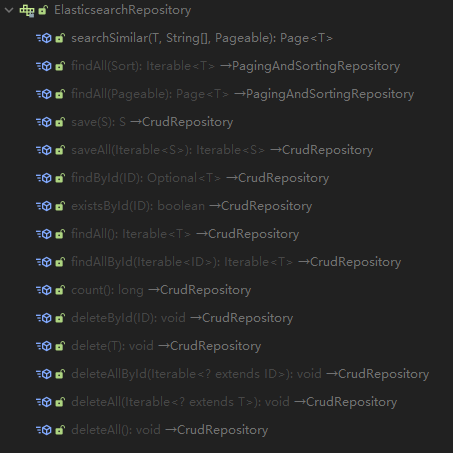 ElasticsearchRepository
searchSimilar(T, String[], Pageable): Page<T>
findAll(Sort): Iterable<T> →PagingAndSortingRepository
findAll(Pageable): Page<T> →PagingAndSortingRepository
save(S): S →CrudRepository
saveAll(Iterable<S>): Iterable<S> →CrudRepository
findById(ID): Optional<T> →CrudRepository
existsById(ID): boolean →CrudRepository
findAll(): Iterable<T> →CrudRepository
findAllById(Iterable<ID>): Iterable<T> →CrudRepository
count(): long →CrudRepository
deleteById(ID): void →CrudRepository
delete(T): void →CrudRepository
deleteAllById(Iterable<? extends ID>): void →CrudRepository
deleteAll(Iterable<? extends T>): void →CrudRepository
deleteAll(): void →CrudRepository